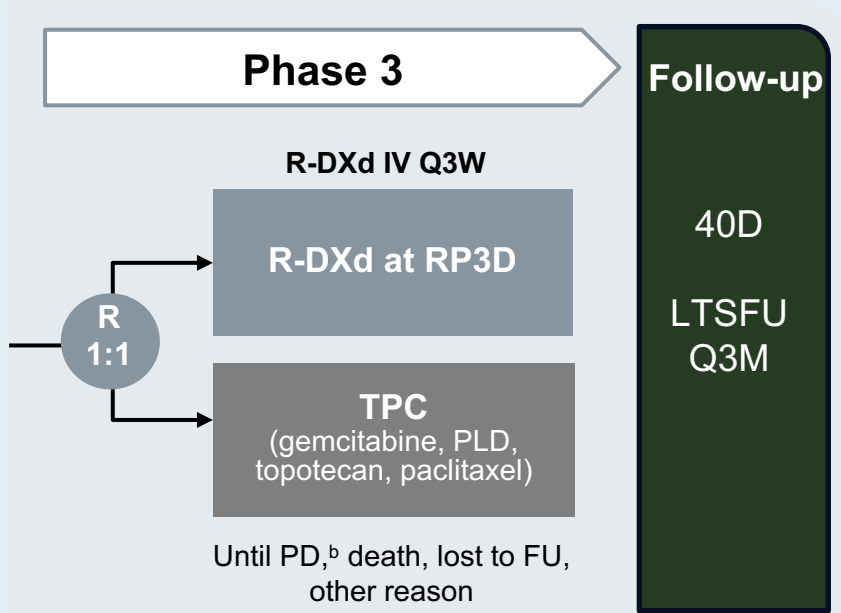 Phase 3
Follow-up
R-DXd IV Q3W
R-DXd at RP3D
40D
LTSFU
Q3M
R
1:1
TPC
(gemcitabine, PLD,
topotecan, paclitaxel)
Until PD,ᵇ death, lost to FU,
other reason